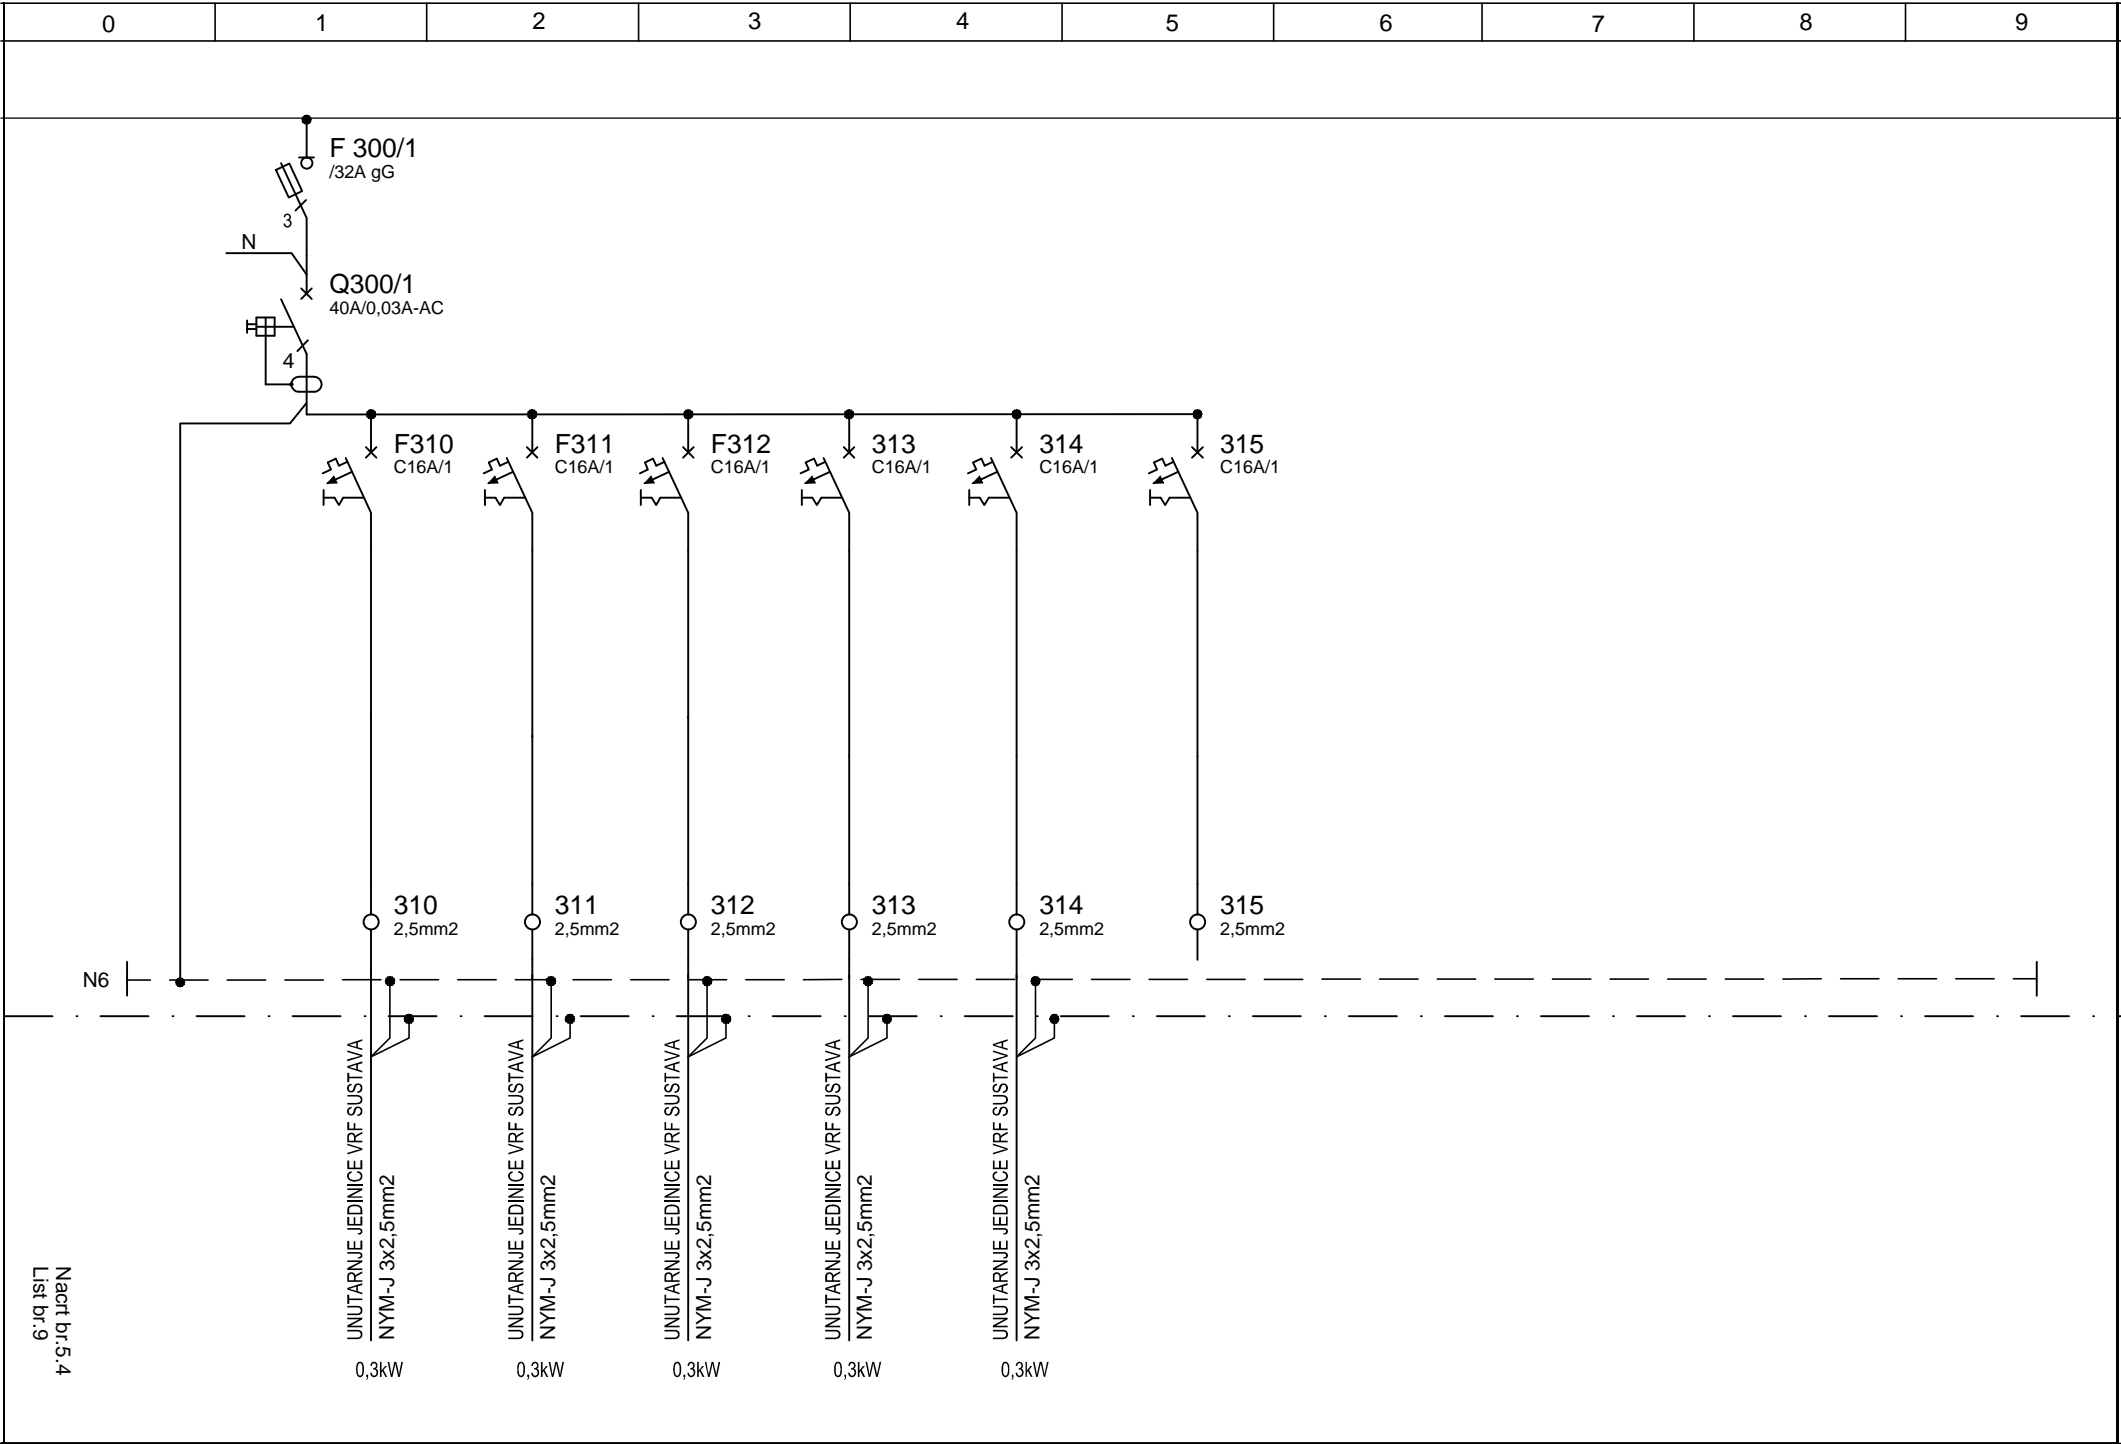 0 1 2 3 4 5 6 7 8 9
F 300/1
/32A gG
3
N
Q300/1
40A/0,03A-AC
4
F310 F311 F312 313 314 315
C16A/1 C16A/1 C16A/1 C16A/1 C16A/1 C16A/1
310 311 312 313 314 315
2,5mm2 2,5mm2 2,5mm2 2,5mm2 2,5mm2 2,5mm2
N6
UNUTARNJE JEDINICE VRF SUSTAVA
NYM-J 3x2,5mm2
UNUTARNJE JEDINICE VRF SUSTAVA
NYM-J 3x2,5mm2
UNUTARNJE JEDINICE VRF SUSTAVA
NYM-J 3x2,5mm2
UNUTARNJE JEDINICE VRF SUSTAVA
NYM-J 3x2,5mm2
UNUTARNJE JEDINICE VRF SUSTAVA
NYM-J 3x2,5mm2
0,3kW 0,3kW 0,3kW 0,3kW 0,3kW
Nacrt br.5.4
List br.9